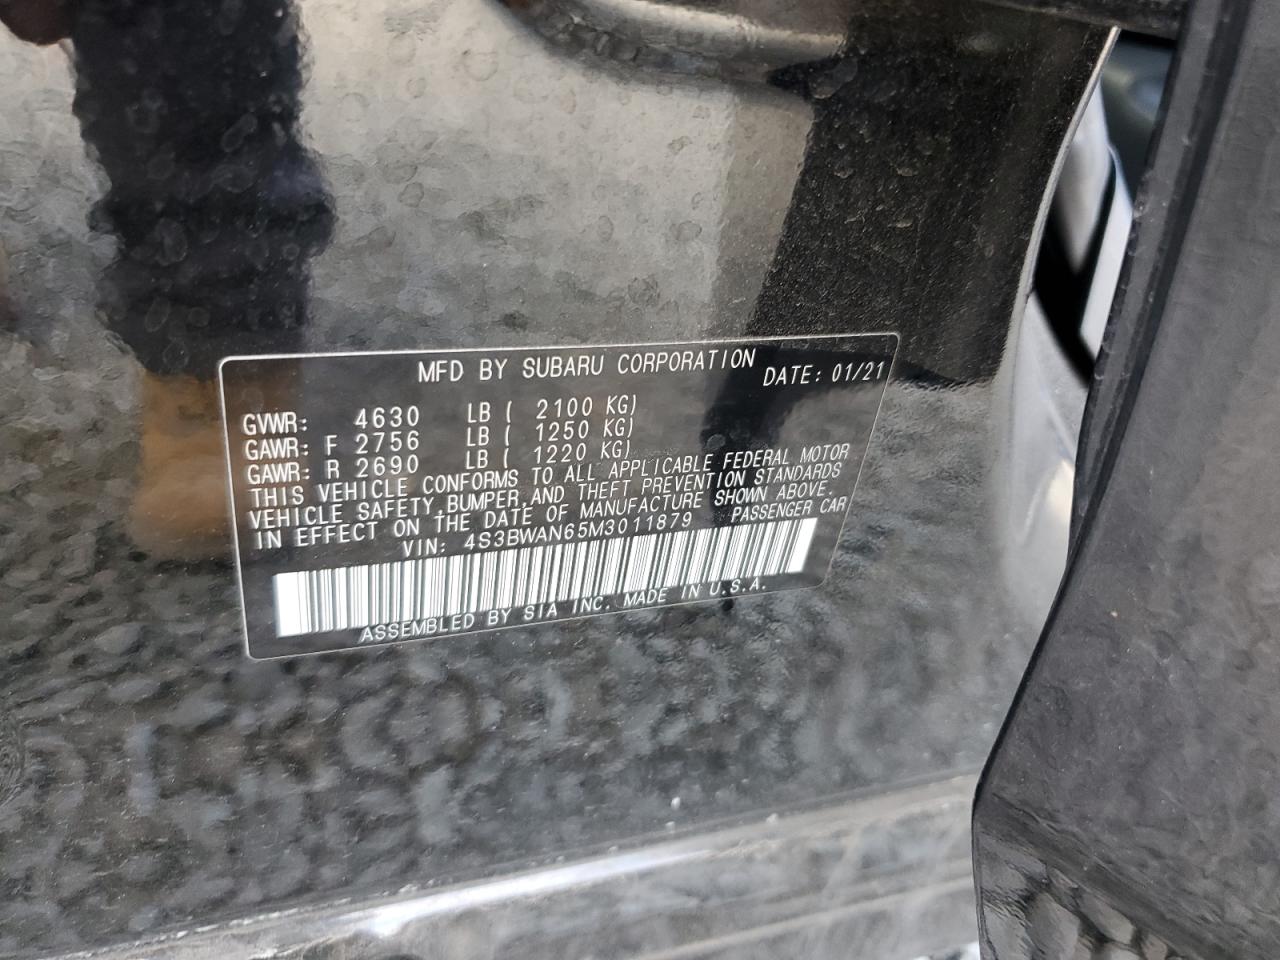 MFD BY SUBARU CORPORATION
DATE: 01/21
GVWR: 4630 LB ( 2100 KG)
GAWR: F 2756 LB ( 1250 KG)
GAWR: R 2690 LB ( 1220 KG)
THIS VEHICLE CONFORMS TO ALL APPLICABLE FEDERAL MOTOR
VEHICLE SAFETY, BUMPER, AND THEFT PREVENTION STANDARDS
IN EFFECT ON THE DATE OF MANUFACTURE SHOWN ABOVE.
VIN: 4S3BWAN65M3011879 PASSENGER CAR
ASSEMBLED BY SIA INC. MADE IN U.S.A.